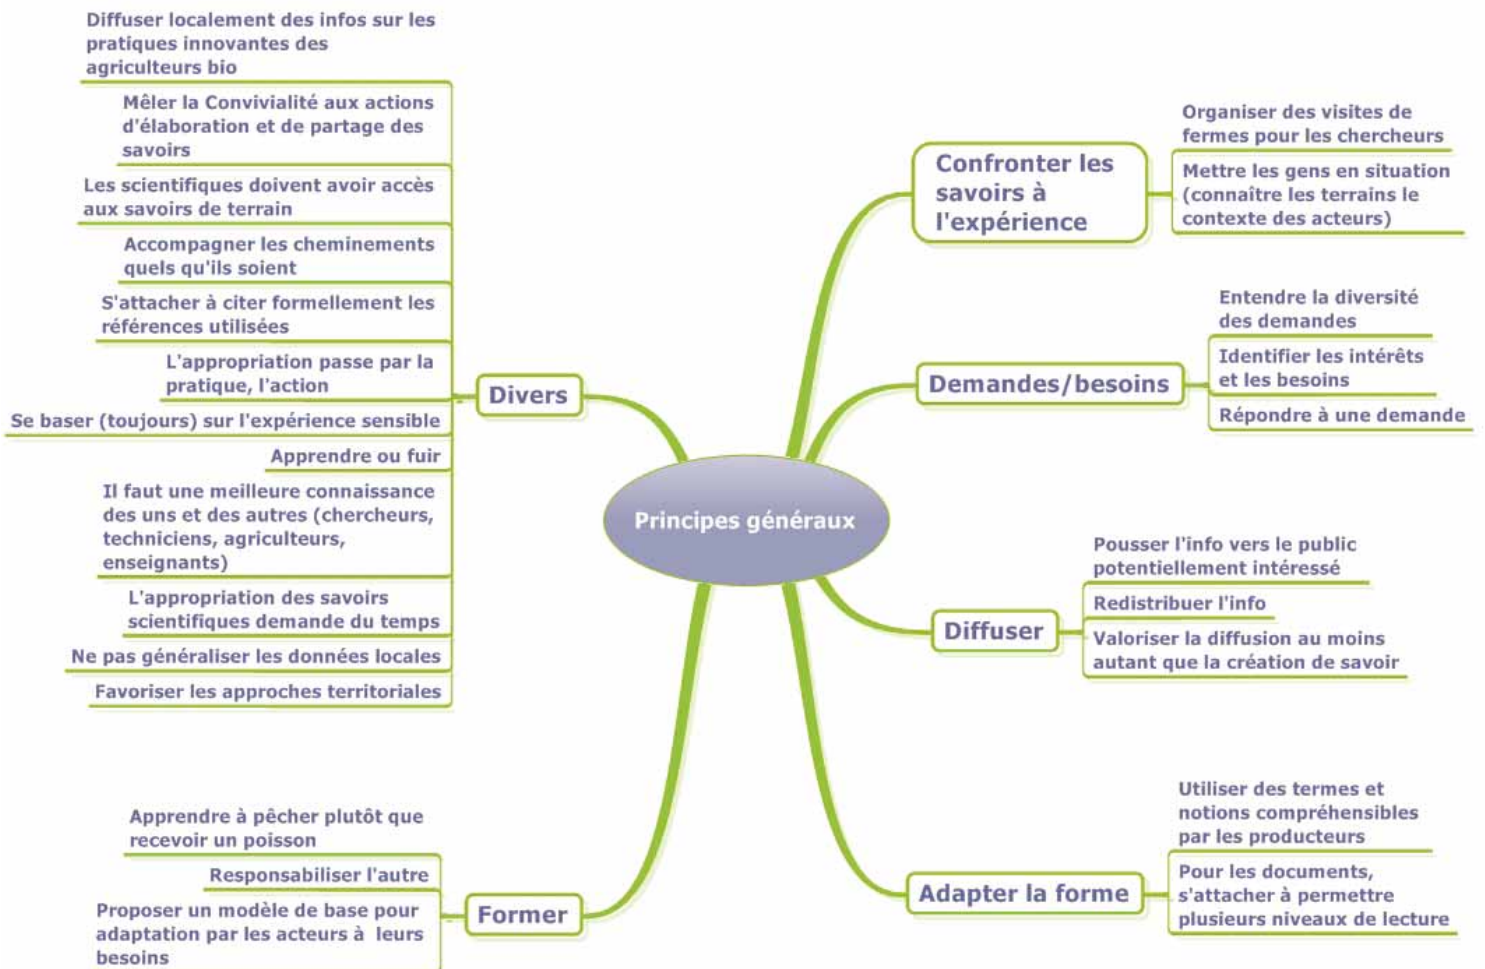 Diffuser localement des infos sur les
pratiques innovantes des
agriculteurs bio
Mêler la Convivialité aux actions
d'élaboration et de partage des
savoirs
Les scientifiques doivent avoir accès
aux savoirs de terrain
Accompagner les cheminements
quels qu'ils soient
S'attacher à citer formellement les
références utilisées
L'appropriation passe par la
pratique, l'action
Se baser (toujours) sur l'expérience sensible
Apprendre ou fuir
Il faut une meilleure connaissance
des uns et des autres (chercheurs,
techniciens, agriculteurs,
enseignants)
L'appropriation des savoirs
scientifiques demande du temps
Ne pas généraliser les données locales
Favoriser les approches territoriales
Divers
Apprendre à pêcher plutôt que
recevoir un poisson
Responsabiliser l'autre
Proposer un modèle de base pour
adaptation par les acteurs à leurs
besoins
Former
Principes généraux
Confronter les
savoirs à
l'expérience
Organiser des visites de
fermes pour les chercheurs
Mettre les gens en situation
(connaître les terrains le
contexte des acteurs)
Demandes/besoins
Entendre la diversité
des demandes
Identifier les intérêts
et les besoins
Répondre à une demande
Diffuser
Pousser l'info vers le public
potentiellement intéressé
Redistribuer l'info
Valoriser la diffusion au moins
autant que la création de savoir
Adapter la forme
Utiliser des termes et
notions compréhensibles
par les producteurs
Pour les documents,
s'attacher à permettre
plusieurs niveaux de lecture